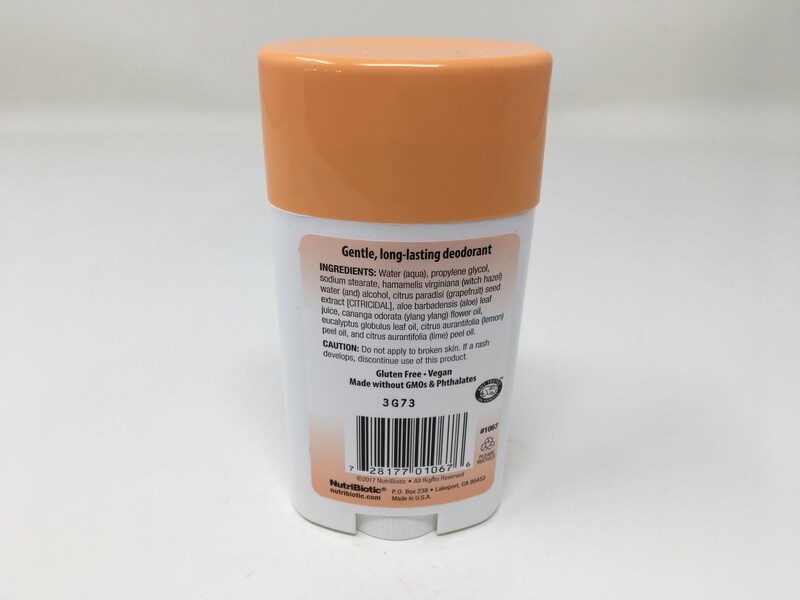 Gentle, long-lasting deodorant
INGREDIENTS: Water (aqua), propylene glycol,
sodium stearate, hamamelis virginiana (witch hazel)
water (and) alcohol, citrus paradisi (grapefruit) seed
extract [CITRICIDAL], aloe barbadensis (aloe) leaf
juice, cananga odorata (ylang ylang) flower oil,
eucalyptus globulus leaf oil, citrus aurantifolia (lemon)
peel oil, and citrus aurantifolia (lime) peel oil.
CAUTION: Do not apply to broken skin. If a rash
develops, discontinue use of this product.
Gluten Free • Vegan
Made without GMOs & Phthalates
3G73
#1067
PLEASE
RECYCLE
7 28177 01067 6
©2017 NutriBiotic • All Rights Reserved
NutriBiotic® P.O. Box 238 • Lakeport, CA 95453
nutribiotic.com Made in U.S.A.